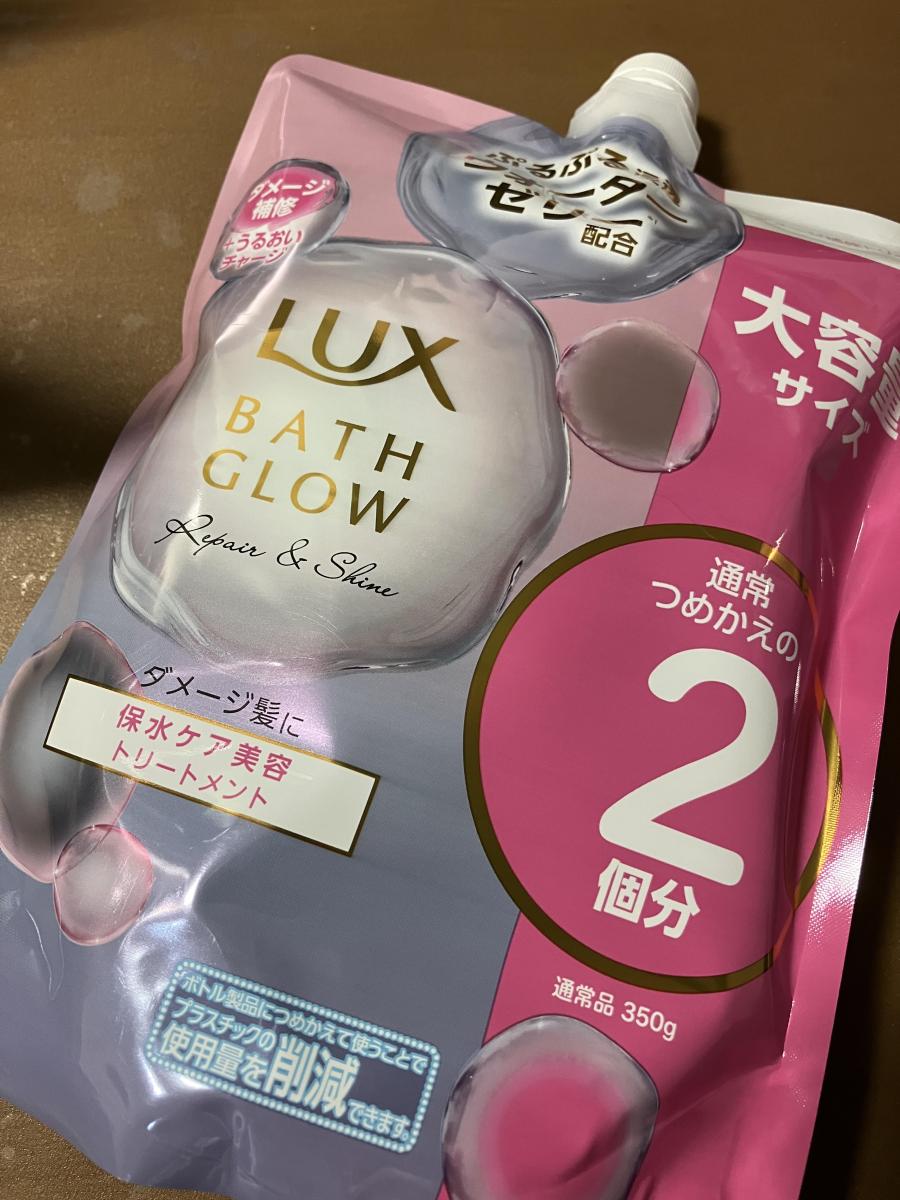 ぷるぷる
ウォーター
ゼリー
配合
ダメージ
補修
+うるおい
チャージ
LUX
BATH
GLOW
Repair & Shine
大容量
サイズ
通常
つめかえの
2
個分
通常品 350g
ダメージ髪に
保水ケア美容
トリートメント
ボトル製品につめかえて使うことで
プラスチックの
使用量を削減できます。